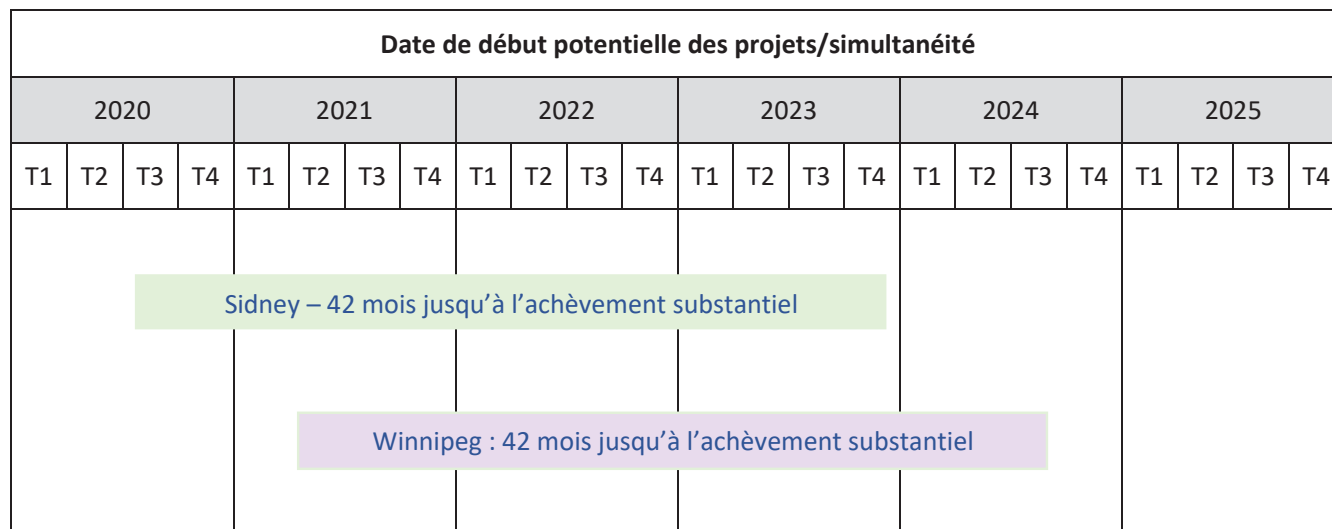 Date de début potentielle des projets/simultanéité
2020 2021 2022 2023 2024 2025
T1 T2 T3 T4 T1 T2 T3 T4 T1 T2 T3 T4 T1 T2 T3 T4 T1 T2 T3 T4 T1 T2 T3 T4
Sidney – 42 mois jusqu’à l’achèvement substantiel
Winnipeg : 42 mois jusqu’à l’achèvement substantiel